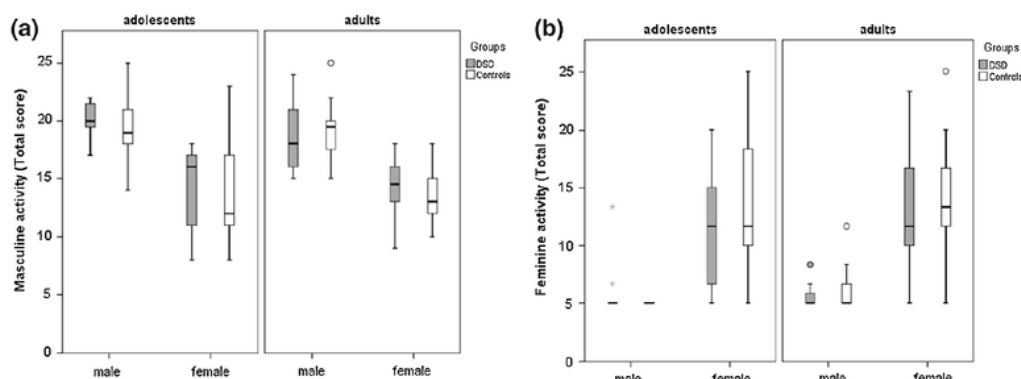 (a)
adolescents
adults
Groups
DSD
Controls
Masculine activity (Total score)
25
20
15
10
5
0
male
female
male
female
(b)
adolescents
adults
Groups
DSD
Controls
Feminine activity (Total score)
25
20
15
10
5
0
male
female
male
female